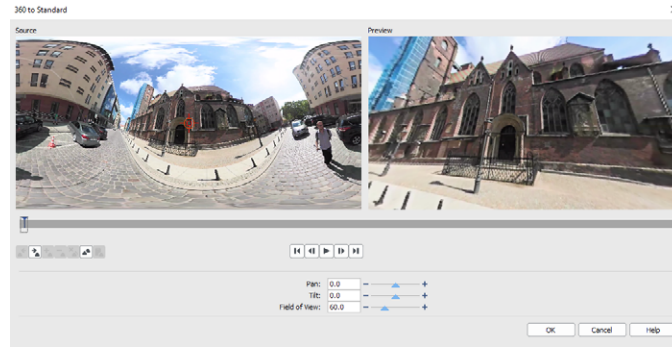 360 to Standard
Source
Preview
Pan: 0.0
Tilt: 0.0
Field of View: 60.0
OK
Cancel
Help